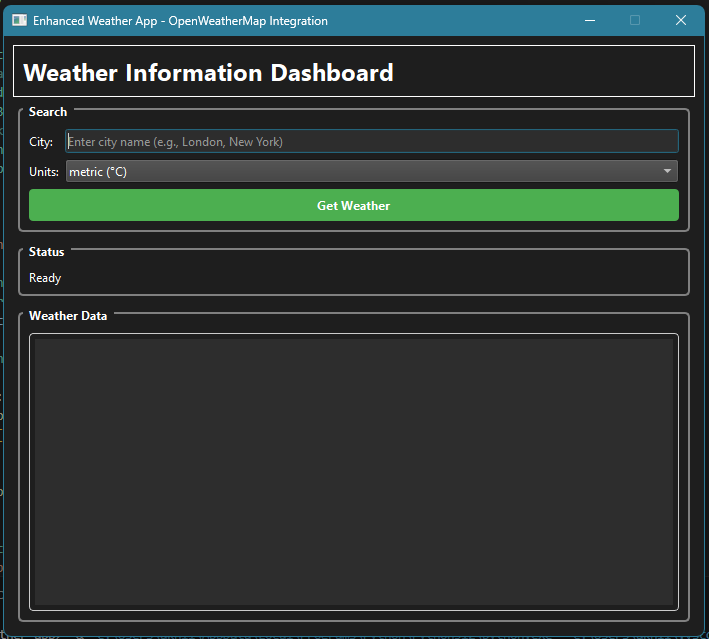 Enhanced Weather App - OpenWeatherMap Integration
Weather Information Dashboard
Search
City: Enter city name (e.g., London, New York)
Units: metric (°C)
Get Weather
Status
Ready
Weather Data